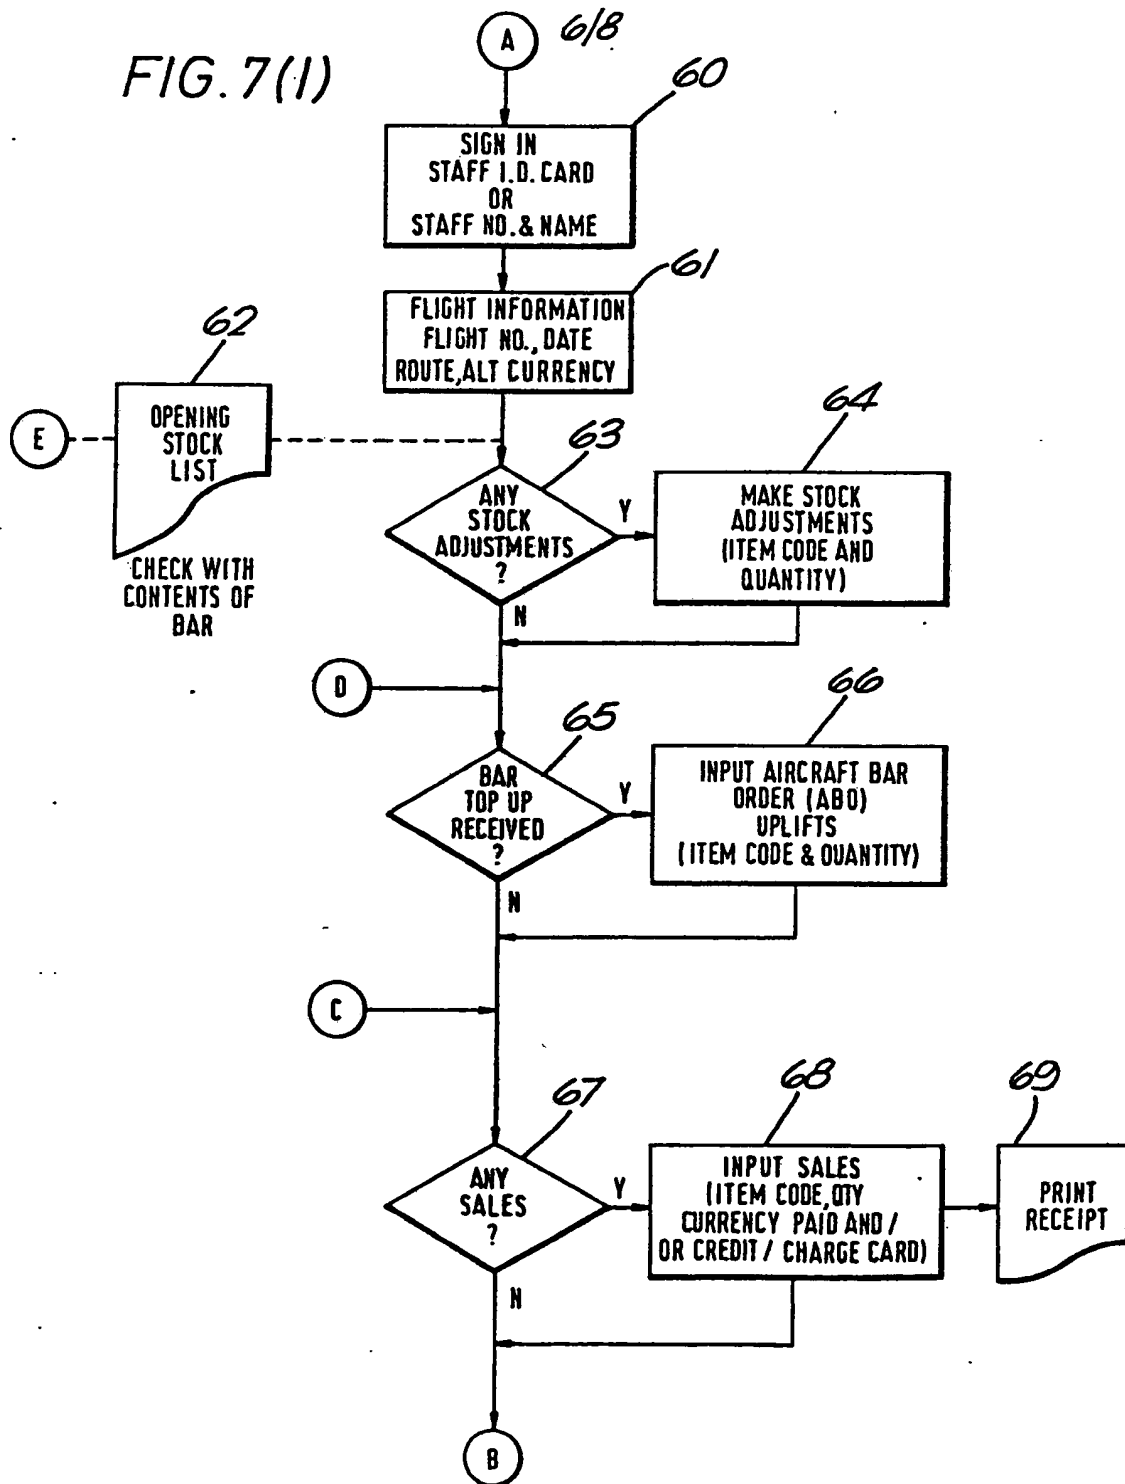 A
6/8
FIG. 7(1)
60
SIGN IN
STAFF I.D. CARD
OR
STAFF NO. & NAME
61
FLIGHT INFORMATION
FLIGHT NO., DATE
ROUTE, ALT CURRENCY
62
E
OPENING
STOCK
LIST
CHECK WITH
CONTENTS OF
BAR
63
ANY
STOCK
ADJUSTMENTS
?
Y
N
64
MAKE STOCK
ADJUSTMENTS
(ITEM CODE AND
QUANTITY)
D
65
BAR
TOP UP
RECEIVED
?
Y
N
66
INPUT AIRCRAFT BAR
ORDER (ABO)
UPLIFTS
(ITEM CODE & QUANTITY)
C
67
ANY
SALES
?
Y
N
68
INPUT SALES
(ITEM CODE, QTY
CURRENCY PAID AND /
OR CREDIT / CHARGE CARD)
69
PRINT
RECEIPT
B